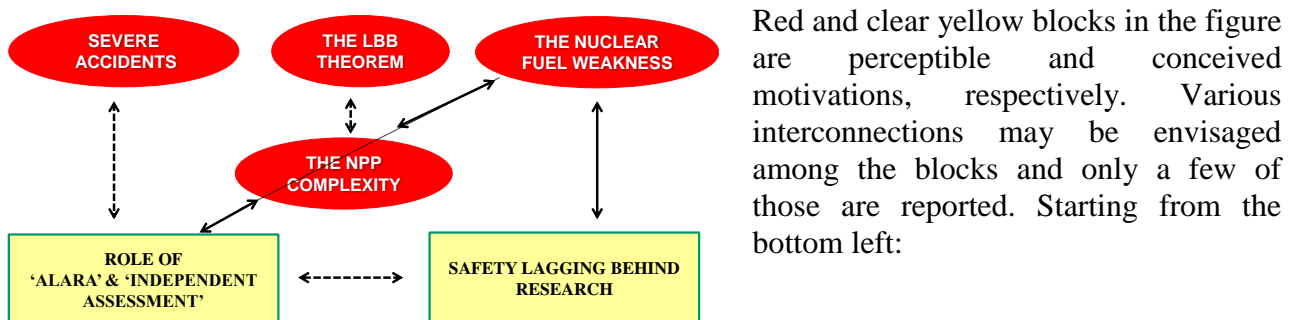 SEVERE
ACCIDENTS
THE LBB
THEOREM
THE NUCLEAR
FUEL WEAKNESS
THE NPP
COMPLEXITY
ROLE OF
‘ALARA’ & ‘INDEPENDENT
ASSESSMENT’
SAFETY LAGGING BEHIND
RESEARCH
Red and clear yellow blocks in the figure
are perceptible and conceived
motivations, respectively. Various
interconnections may be envisaged
among the blocks and only a few of
those are reported. Starting from the
bottom left: